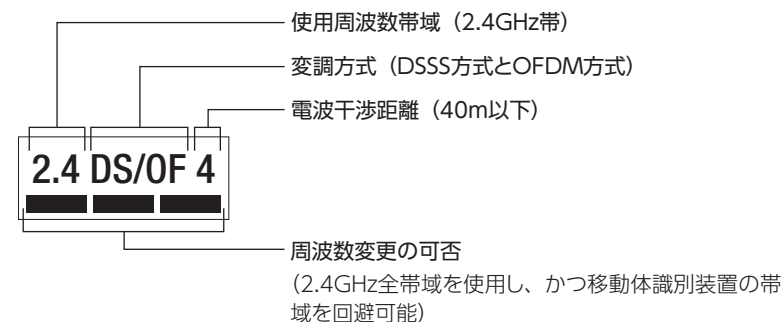 使用周波数帯域（2.4GHz帯）
変調方式（DSSS方式とOFDM方式）
電波干渉距離（40m以下）
2.4 DS/OF 4
周波数変更の可否
（2.4GHz全帯域を使用し、かつ移動体識別装置の帯
域を回避可能）